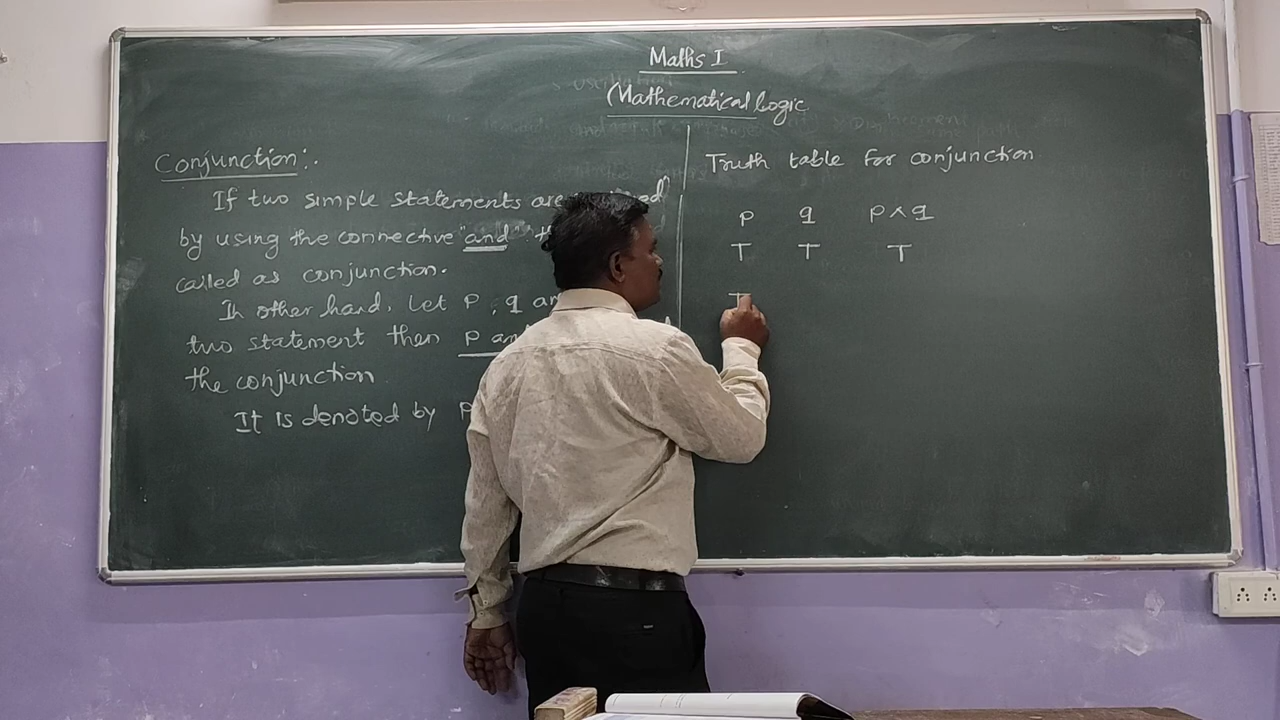 Maths I
(Mathematical Logic
Conjunction:.
If two simple statements are
by using the connective "and"
called as conjunction.
In other hand, let p, q
two statement then p
the conjunction
It is denoted by p
Truth table for conjunction
p q p∧q
T T T
T